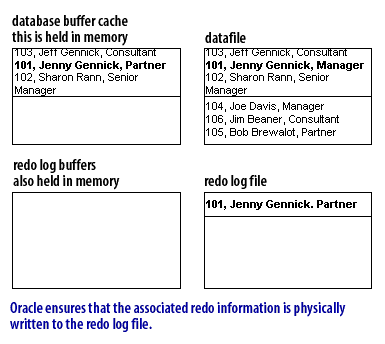 database buffer cache
this is held in memory
103, Jeff Gennick, Consultant
101, Jenny Gennick, Partner
102, Sharon Rann, Senior
Manager
datafile
103, Jeff Gennick, Consultant
101, Jenny Gennick, Manager
102, Sharon Rann, Senior
Manager
104, Joe Davis, Manager
106, Jim Beaner, Consultant
105, Bob Brewalot, Partner
redo log buffers
also held in memory
redo log file
101, Jenny Gennick. Partner
Oracle ensures that the associated redo information is physically
written to the redo log file.